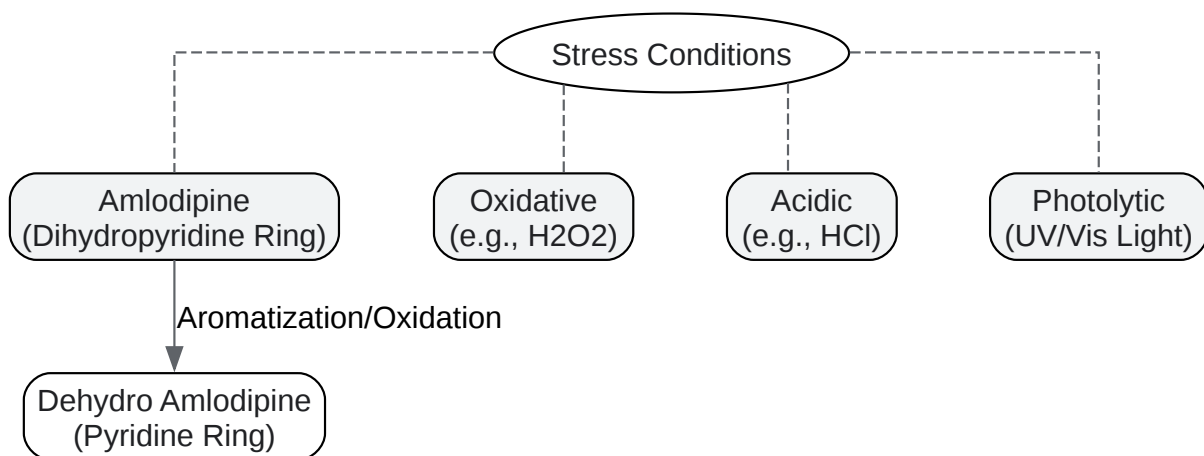 Stress Conditions
Amlodipine
(Dihydropyridine Ring)
Oxidative
(e.g., H2O2)
Acidic
(e.g., HCl)
Photolytic
(UV/Vis Light)
Aromatization/Oxidation
Dehydro Amlodipine
(Pyridine Ring)